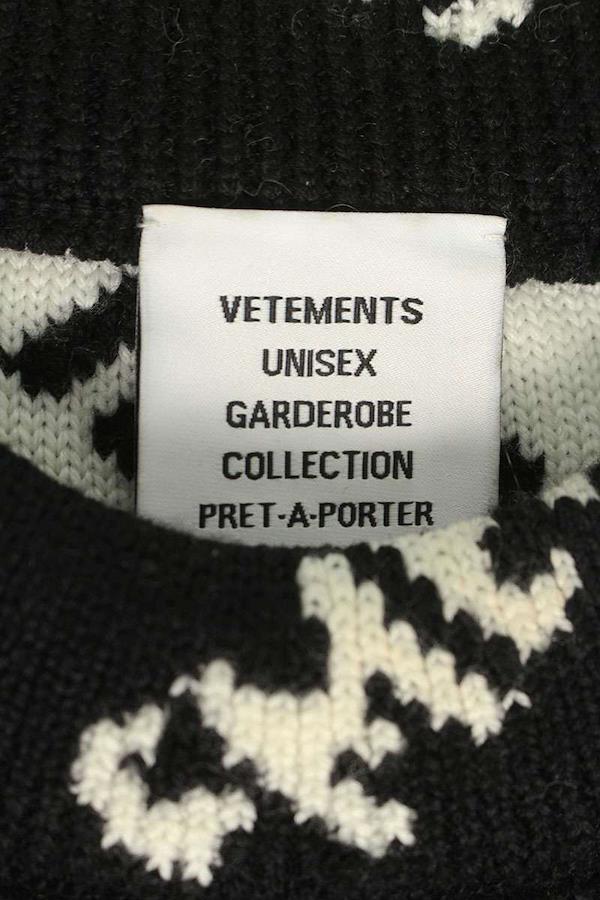 VETEMENTS
UNISEX
GARDEROBE
COLLECTION
PRET-A-PORTER